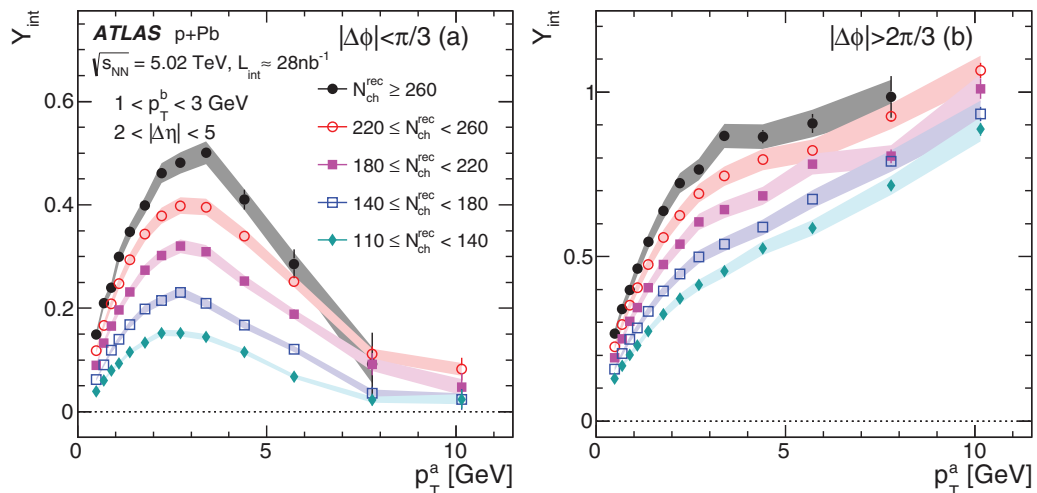 Y_int
ATLAS p+Pb
|Δϕ|<π/3 (a)
√s_NN = 5.02 TeV, L_int ≈ 28nb⁻¹
1 < p_T^b < 3 GeV
2 < |Δη| < 5
N_ch^rec ≥ 260
220 ≤ N_ch^rec < 260
180 ≤ N_ch^rec < 220
140 ≤ N_ch^rec < 180
110 ≤ N_ch^rec < 140
0.6
0.4
0.2
0
0 5 10
p_T^a [GeV]
Y_int
|Δϕ|>2π/3 (b)
1
0.5
0
0 5 10
p_T^a [GeV]